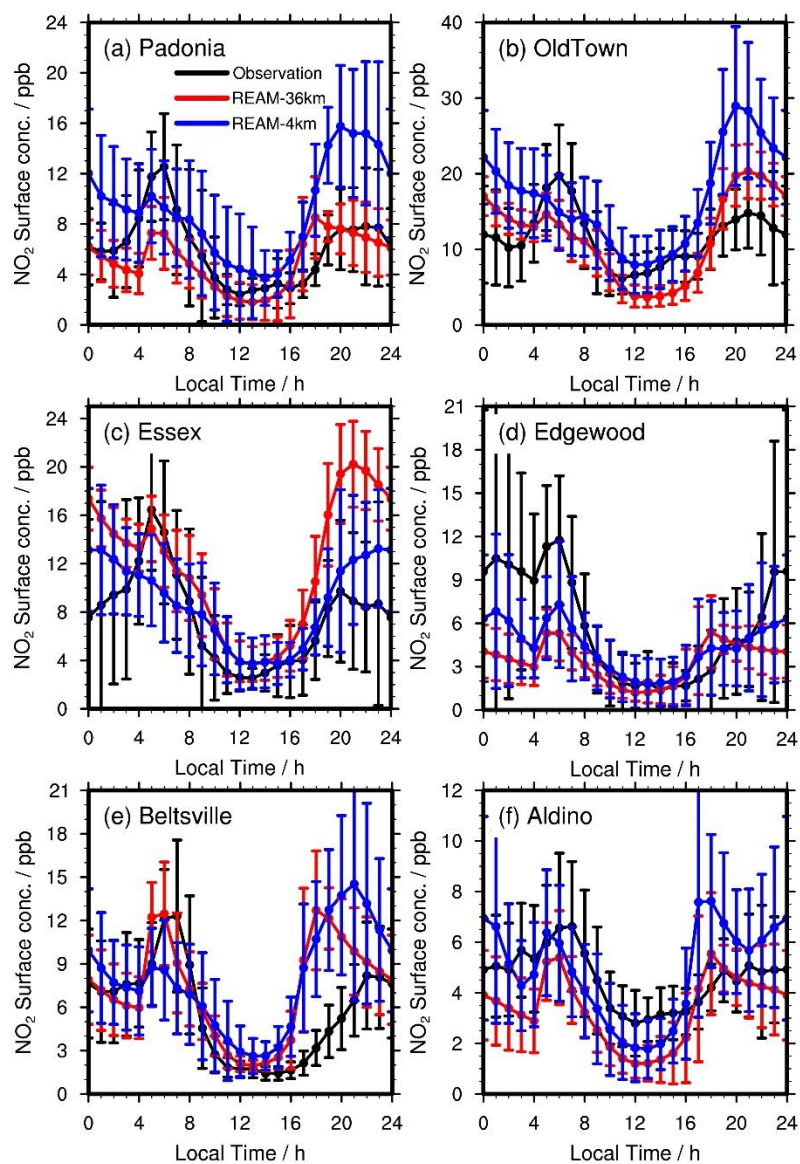 (a) Padonia
Observation
REAM-36km
REAM-4km
NO₂ Surface conc. / ppb
24
20
16
12
8
4
0
0 4 8 12 16 20 24
Local Time / h
(b) OldTown
NO₂ Surface conc. / ppb
40
30
20
10
0
0 4 8 12 16 20 24
Local Time / h
(c) Essex
NO₂ Surface conc. / ppb
24
20
16
12
8
4
0
0 4 8 12 16 20 24
Local Time / h
(d) Edgewood
NO₂ Surface conc. / ppb
21
18
15
12
9
6
3
0
0 4 8 12 16 20 24
Local Time / h
(e) Beltsville
NO₂ Surface conc. / ppb
21
18
15
12
9
6
3
0
0 4 8 12 16 20 24
Local Time / h
(f) Aldino
NO₂ Surface conc. / ppb
12
10
8
6
4
2
0
0 4 8 12 16 20 24
Local Time / h